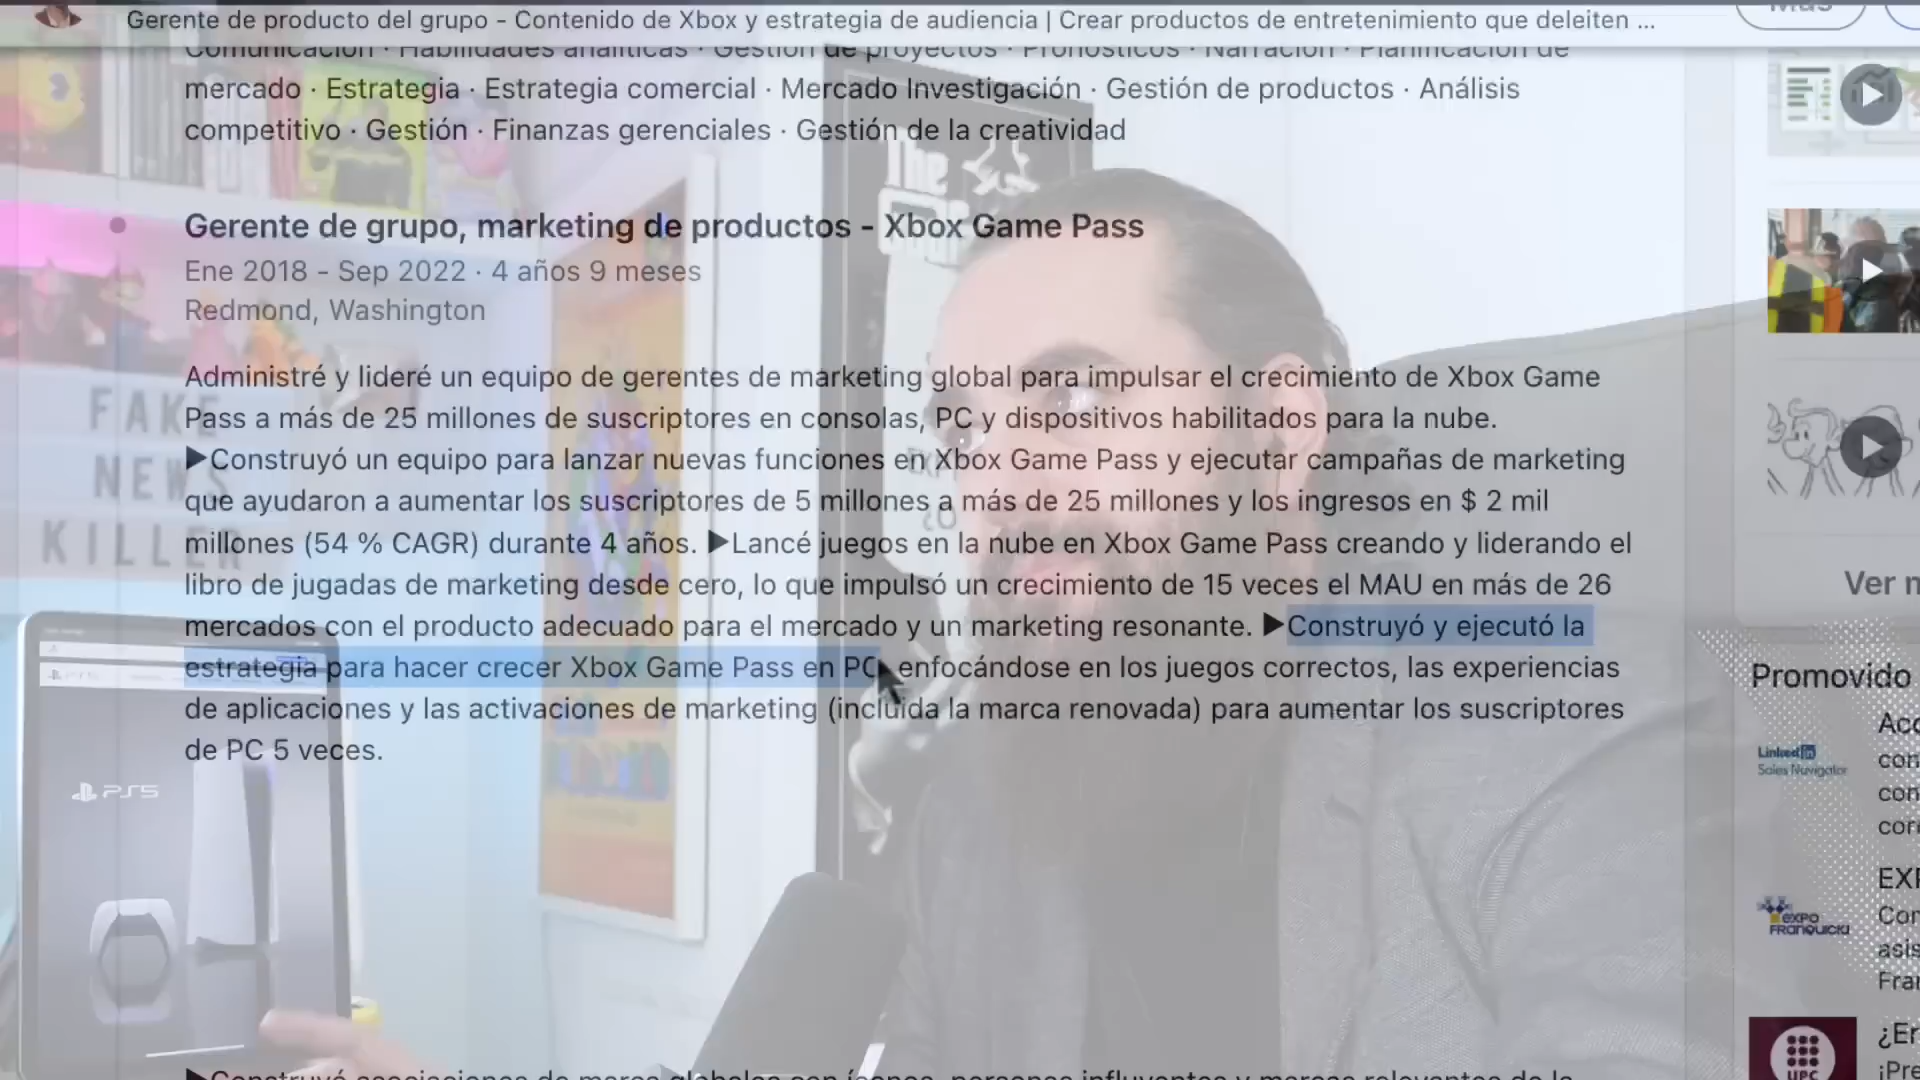 Gerente de producto del grupo - Contenido de Xbox y estrategia de audiencia | Crear productos de entretenimiento que deleiten ...
Más
Comunicación · Habilidades analíticas · Gestión de proyectos · Pronósticos · Narración · Planificación de
mercado · Estrategia · Estrategia comercial · Mercado Investigación · Gestión de productos · Análisis
competitivo · Gestión · Finanzas gerenciales · Gestión de la creatividad
The
Gerente de grupo, marketing de productos - Xbox Game Pass
Ene 2018 - Sep 2022 · 4 años 9 meses
Redmond, Washington
Administré y lideré un equipo de gerentes de marketing global para impulsar el crecimiento de Xbox Game
Pass a más de 25 millones de suscriptores en consolas, PC y dispositivos habilitados para la nube.
▶Construyó un equipo para lanzar nuevas funciones en Xbox Game Pass y ejecutar campañas de marketing
que ayudaron a aumentar los suscriptores de 5 millones a más de 25 millones y los ingresos en $ 2 mil
millones (54 % CAGR) durante 4 años. ▶Lancé juegos en la nube en Xbox Game Pass creando y liderando el
libro de jugadas de marketing desde cero, lo que impulsó un crecimiento de 15 veces el MAU en más de 26
mercados con el producto adecuado para el mercado y un marketing resonante. ▶Construyó y ejecutó la
estrategia para hacer crecer Xbox Game Pass en PC, enfocándose en los juegos correctos, las experiencias
de aplicaciones y las activaciones de marketing (incluida la marca renovada) para aumentar los suscriptores
de PC 5 veces.
▶Construyó asociaciones de marca globales con íconos, personas influyentes y marcas relevantes de la
FAKE
NEWS
KILLER
PS5
Ver
Promovido
LinkedIn
Sales Navigator
EXPO
FRANQUICIA
UPC